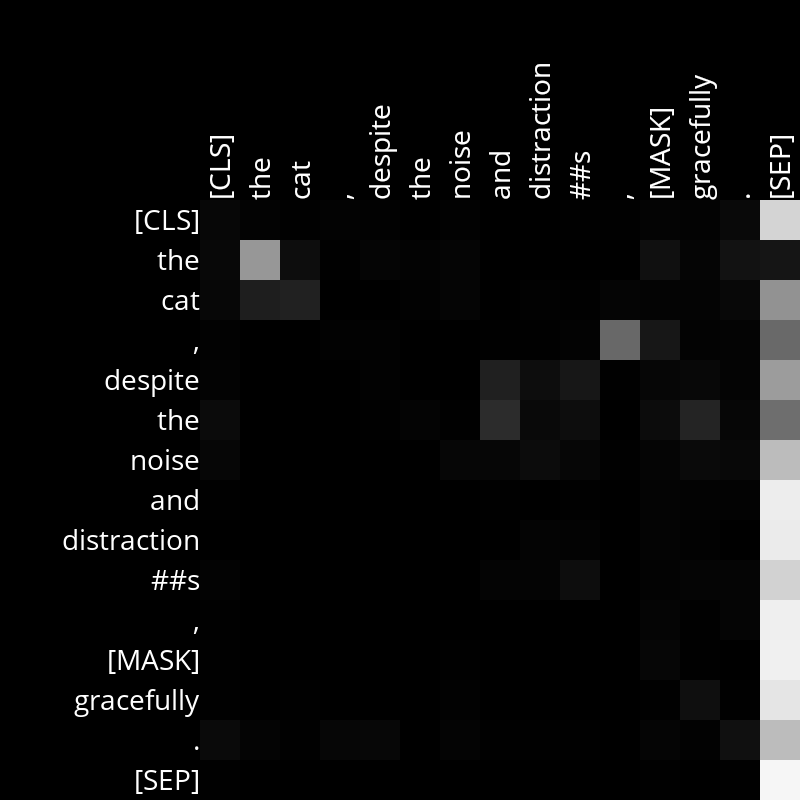 [CLS] the cat , despite the noise and distraction ##s , [MASK] gracefully . [SEP]
[CLS]
the
cat
,
despite
the
noise
and
distraction
##s
,
[MASK]
gracefully
.
[SEP]